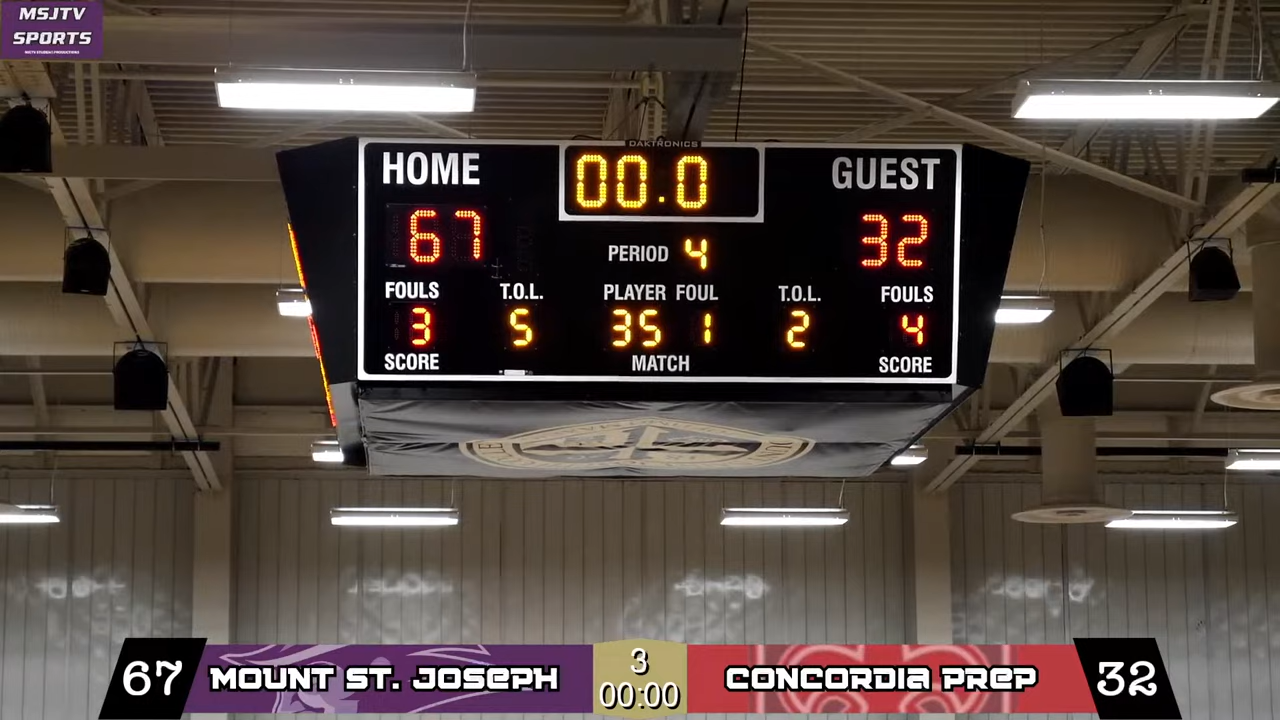 MSJTV
SPORTS
DAKTRONICS
HOME
00.0
GUEST
67
PERIOD 4
32
FOULS
T.O.L.
PLAYER FOUL
T.O.L.
FOULS
3
5
35 1
2
4
SCORE
MATCH
SCORE
67 MOUNT ST. JOSEPH
3
00:00
CONCORDIA PREP 32